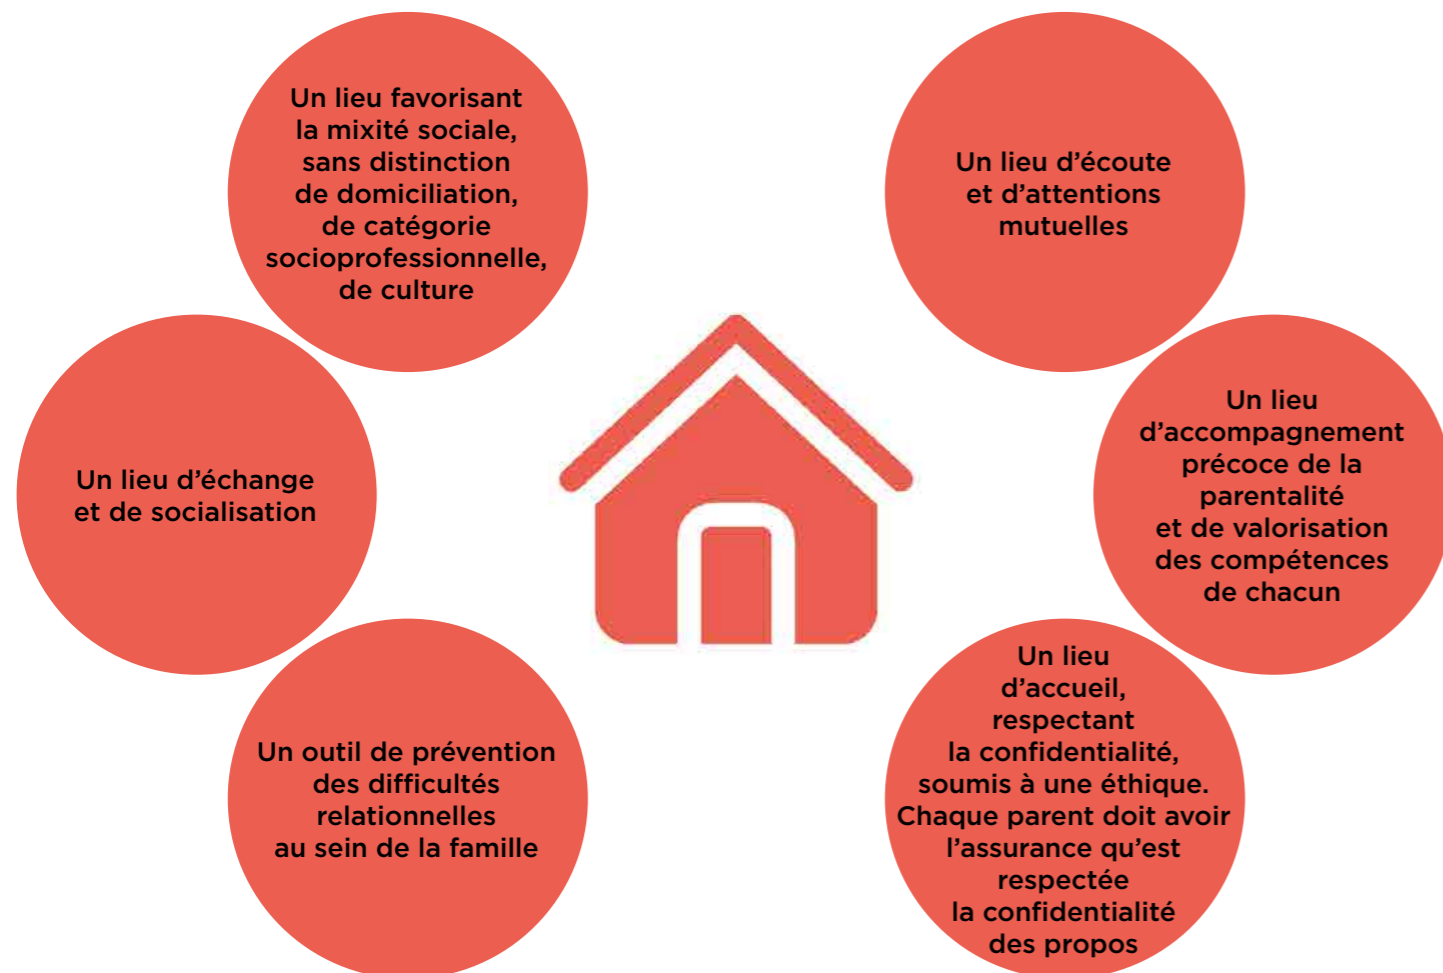 Un lieu favorisant
la mixité sociale,
sans distinction
de domiciliation,
de catégorie
socioprofessionnelle,
de culture
Un lieu d’écoute
et d’attentions
mutuelles
Un lieu d’échange
et de socialisation
Un lieu
d’accompagnement
précoce de la
parentalité
et de valorisation
des compétences
de chacun
Un outil de prévention
des difficultés
relationnelles
au sein de la famille
Un lieu
d’accueil,
respectant
la confidentialité,
soumis à une éthique.
Chaque parent doit avoir
l’assurance qu’est
respectée
la confidentialité
des propos